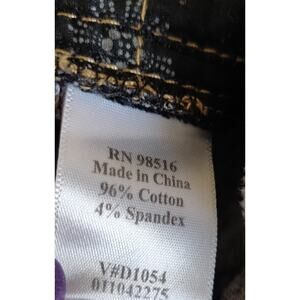 RN 98516
Made in China
96% Cotton
4% Spandex
V#D1054
011042275